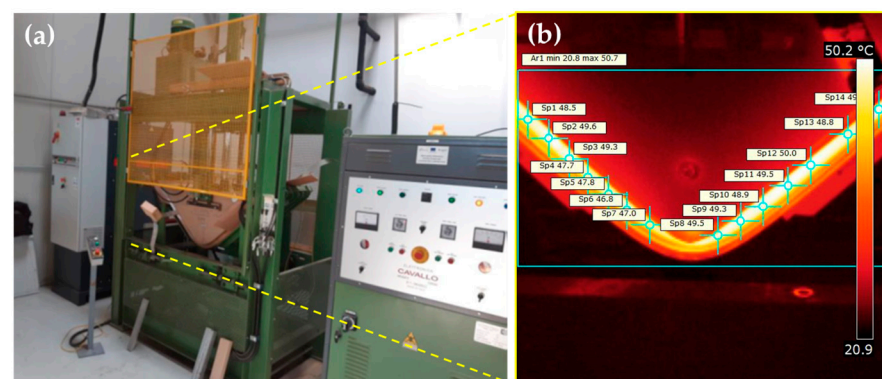 (a)
CAVALLO
(b)
50.2 °C
Ar1 min 20.8 max 50.7
Sp14 49
Sp1 48.5
Sp13 48.8
Sp2 49.6
Sp3 49.3
Sp12 50.0
Sp4 47.7
Sp11 49.5
Sp5 47.8
Sp10 48.9
Sp6 46.8
Sp9 49.3
Sp7 47.0
Sp8 49.5
20.9